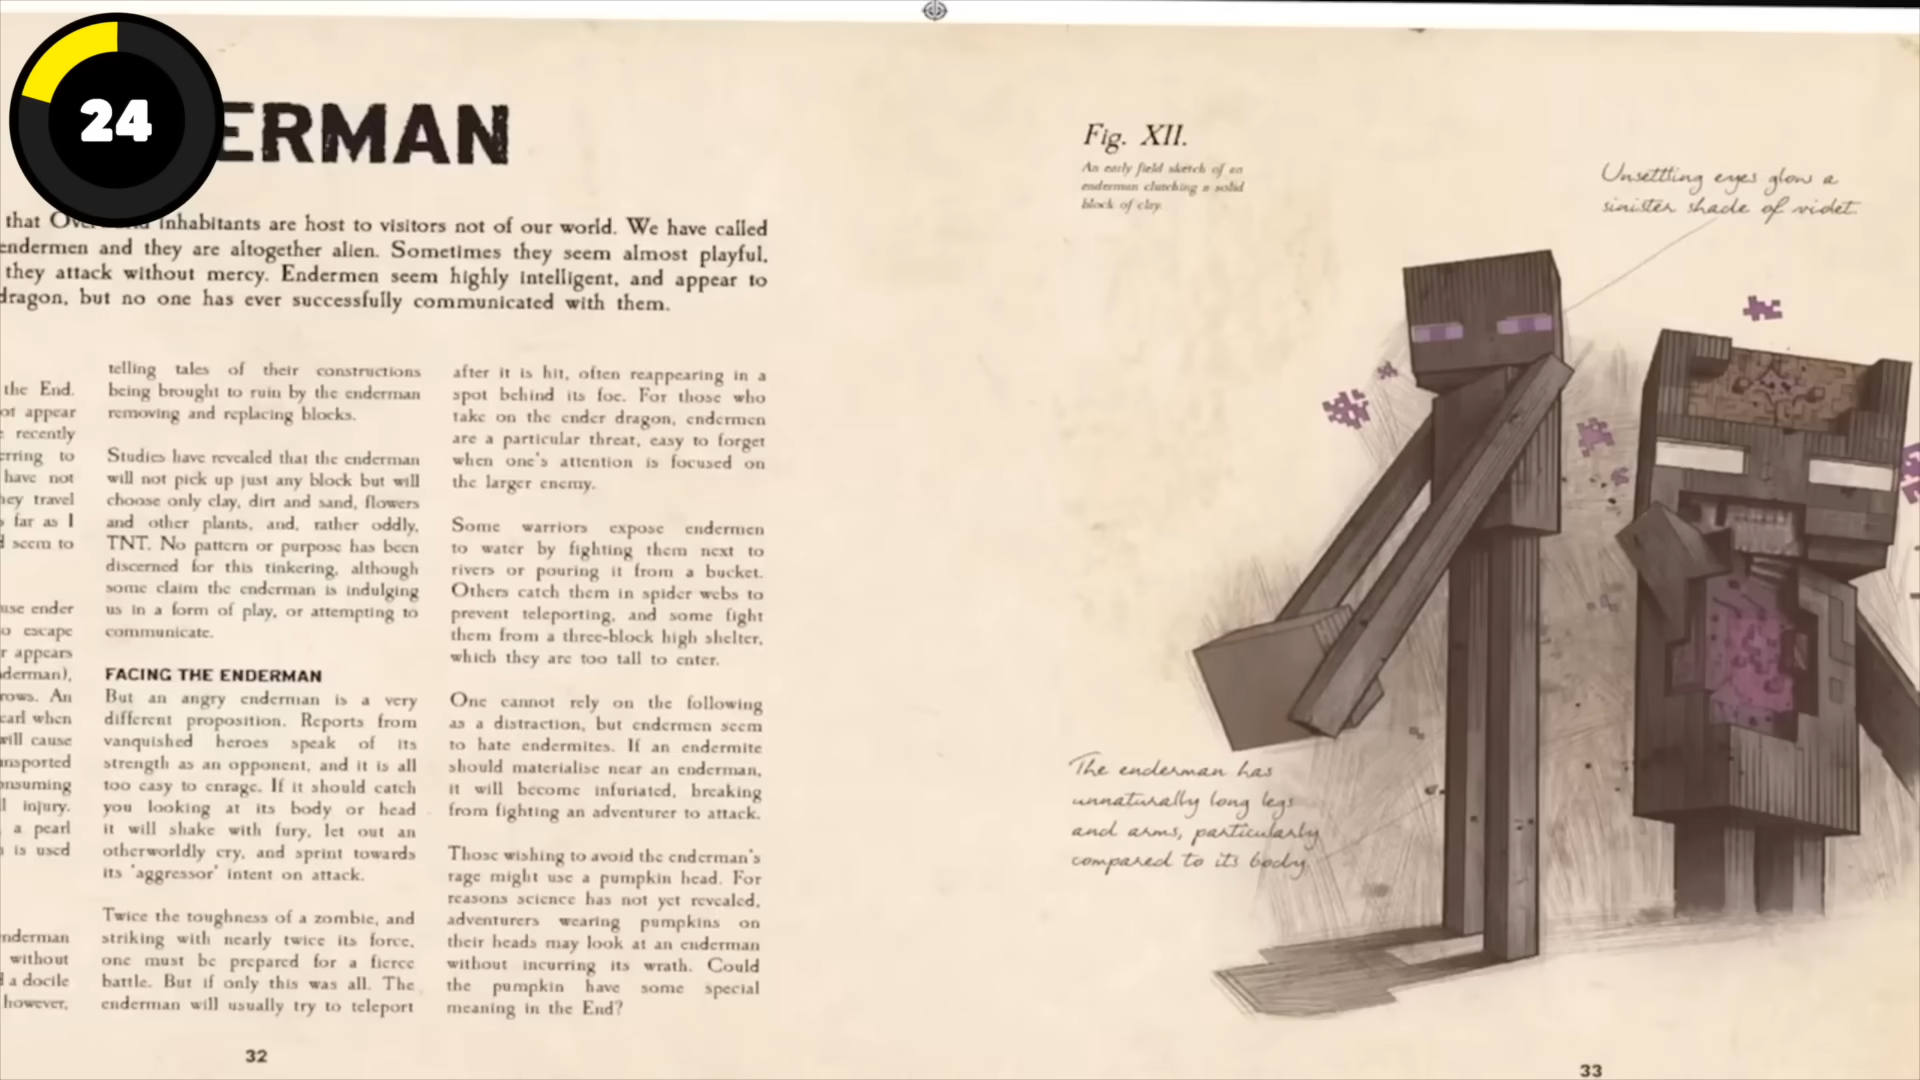 24
ERMAN
that Ov inhabitants are host to visitors not of our world. We have called
endermen and they are altogether alien. Sometimes they seem almost playful,
they attack without mercy. Endermen seem highly intelligent, and appear to
dragon, but no one has ever successfully communicated with them.
the End.
ot appear
recently
erring to
have not
hey travel
far as I
seem to
use ender
o escape
r appears
derman),
rows. An
earl when
will cause
ansported
onsuming
l injury.
a pearl
is used
nderman
without
a docile
however,
telling tales of their constructions
being brought to ruin by the enderman
removing and replacing blocks.
Studies have revealed that the enderman
will not pick up just any block but will
choose only clay, dirt and sand, flowers
and other plants, and, rather oddly,
TNT. No pattern or purpose has been
discerned for this tinkering, although
some claim the enderman is indulging
us in a form of play, or attempting to
communicate.
FACING THE ENDERMAN
But an angry enderman is a very
different proposition. Reports from
vanquished heroes speak of its
strength as an opponent, and it is all
too easy to enrage. If it should catch
you looking at its body or head
it will shake with fury, let out an
otherworldly cry, and sprint towards
its 'aggressor' intent on attack.
Twice the toughness of a zombie, and
striking with nearly twice its force,
one must be prepared for a fierce
battle. But if only this was all. The
enderman will usually try to teleport
after it is hit, often reappearing in a
spot behind its foe. For those who
take on the ender dragon, endermen
are a particular threat, easy to forget
when one's attention is focused on
the larger enemy.
Some warriors expose endermen
to water by fighting them next to
rivers or pouring it from a bucket.
Others catch them in spider webs to
prevent teleporting, and some fight
them from a three-block high shelter,
which they are too tall to enter.
One cannot rely on the following
as a distraction, but endermen seem
to hate endermites. If an endermite
should materialise near an enderman,
it will become infuriated, breaking
from fighting an adventurer to attack.
Those wishing to avoid the enderman's
rage might use a pumpkin head. For
reasons science has not yet revealed,
adventurers wearing pumpkins on
their heads may look at an enderman
without incurring its wrath. Could
the pumpkin have some special
meaning in the End?
32
Fig. XII.
An early field sketch of an
enderman clutching a solid
block of clay.
Unsettling eyes glow a
sinister shade of violet.
The enderman has
unnaturally long legs
and arms, particularly
compared to its body.
33